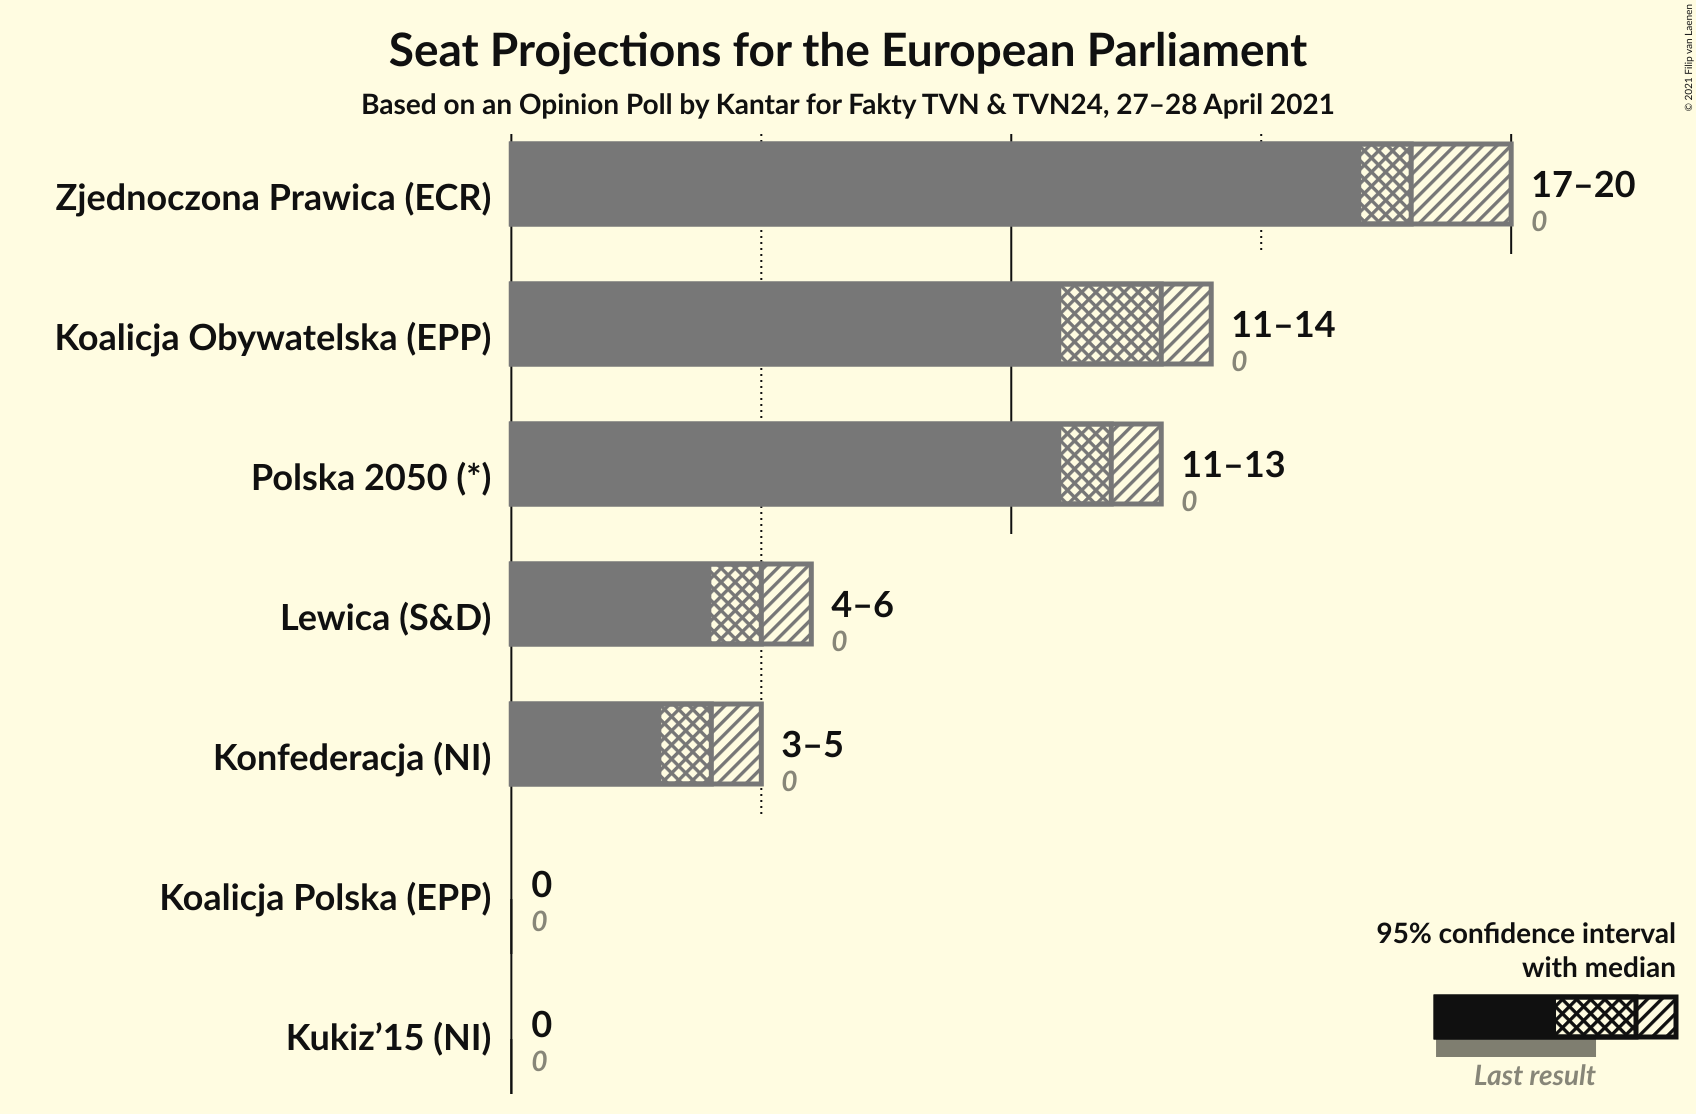 Seat Projections for the European Parliament
Based on an Opinion Poll by Kantar for Fakty TVN & TVN24, 27–28 April 2021
© 2021 Filip van Laenen
Zjednoczona Prawica (ECR)
17–20
0
Koalicja Obywatelska (EPP)
11–14
0
Polska 2050 (*)
11–13
0
Lewica (S&D)
4–6
0
Konfederacja (NI)
3–5
0
Koalicja Polska (EPP)
0
0
Kukiz’15 (NI)
0
0
95% confidence interval
with median
Last result